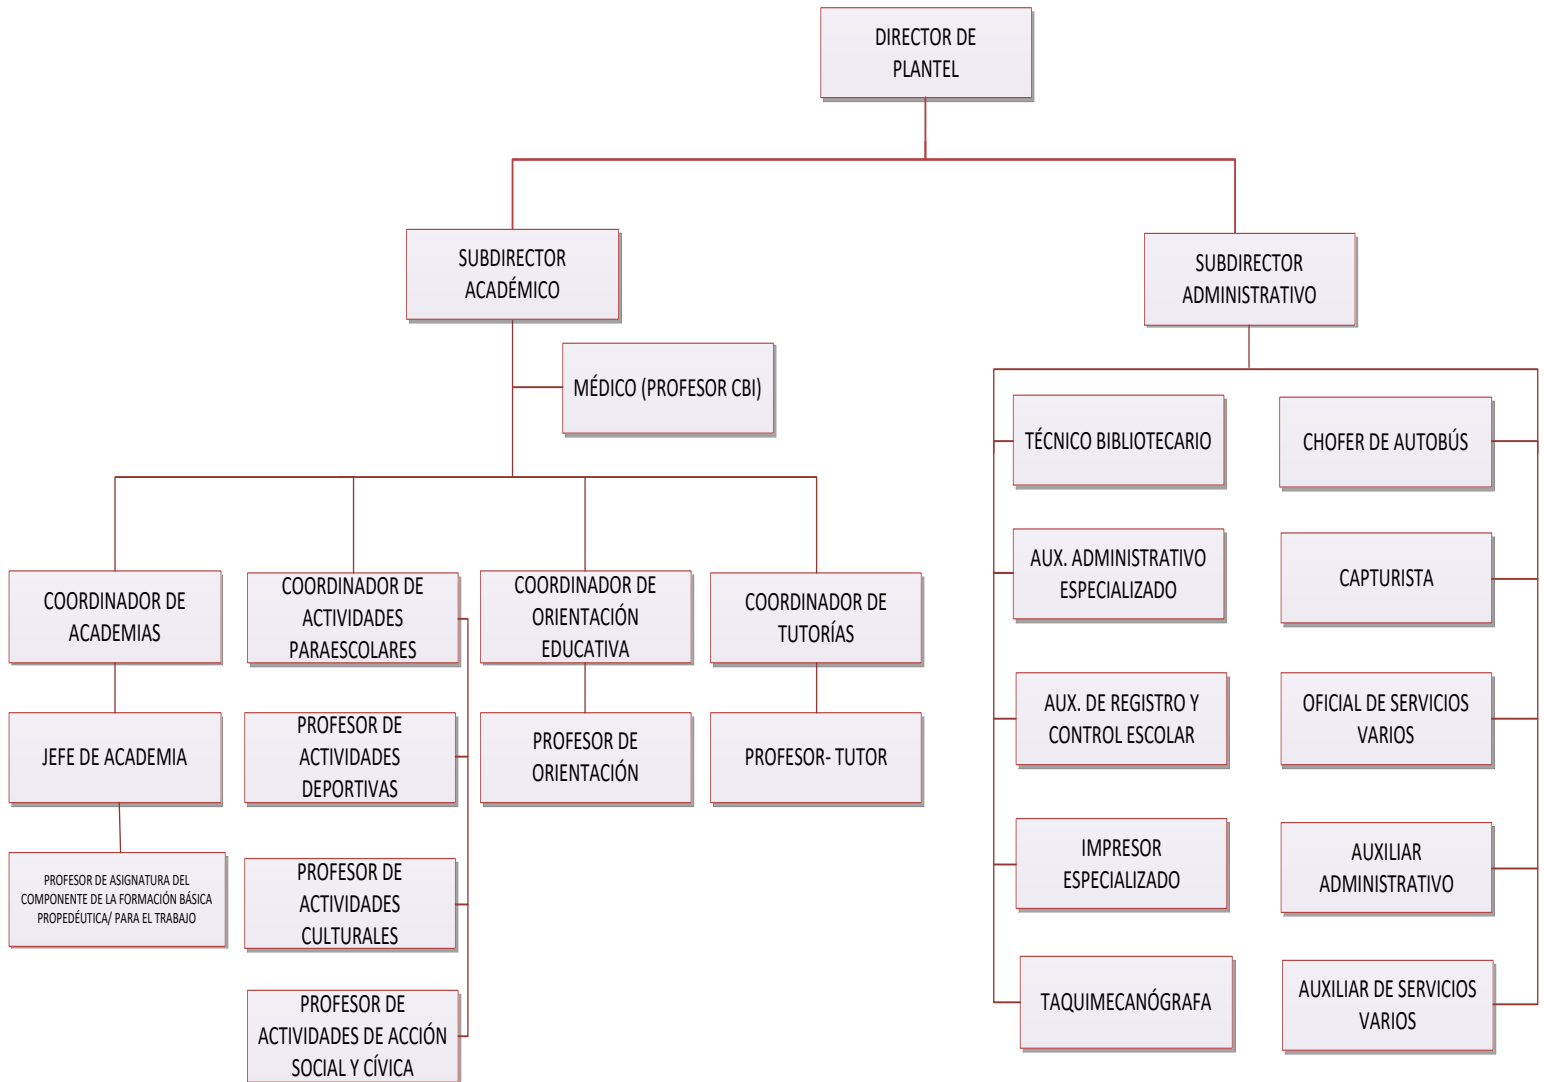 DIRECTOR DE
PLANTEL
SUBDIRECTOR
ACADÉMICO
SUBDIRECTOR
ADMINISTRATIVO
MÉDICO (PROFESOR CBI)
COORDINADOR DE
ACADEMIAS
COORDINADOR DE
ACTIVIDADES
PARAESCOLARES
COORDINADOR DE
ORIENTACIÓN
EDUCATIVA
COORDINADOR DE
TUTORÍAS
JEFE DE ACADEMIA
PROFESOR DE
ACTIVIDADES
DEPORTIVAS
PROFESOR DE
ORIENTACIÓN
PROFESOR- TUTOR
PROFESOR DE ASIGNATURA DEL
COMPONENTE DE LA FORMACIÓN BÁSICA
PROPEDÉUTICA/ PARA EL TRABAJO
PROFESOR DE
ACTIVIDADES
CULTURALES
PROFESOR DE
ACTIVIDADES DE ACCIÓN
SOCIAL Y CÍVICA
TÉCNICO BIBLIOTECARIO
CHOFER DE AUTOBÚS
AUX. ADMINISTRATIVO
ESPECIALIZADO
CAPTURISTA
AUX. DE REGISTRO Y
CONTROL ESCOLAR
OFICIAL DE SERVICIOS
VARIOS
IMPRESOR
ESPECIALIZADO
AUXILIAR
ADMINISTRATIVO
TAQUIMECANÓGRAFA
AUXILIAR DE SERVICIOS
VARIOS